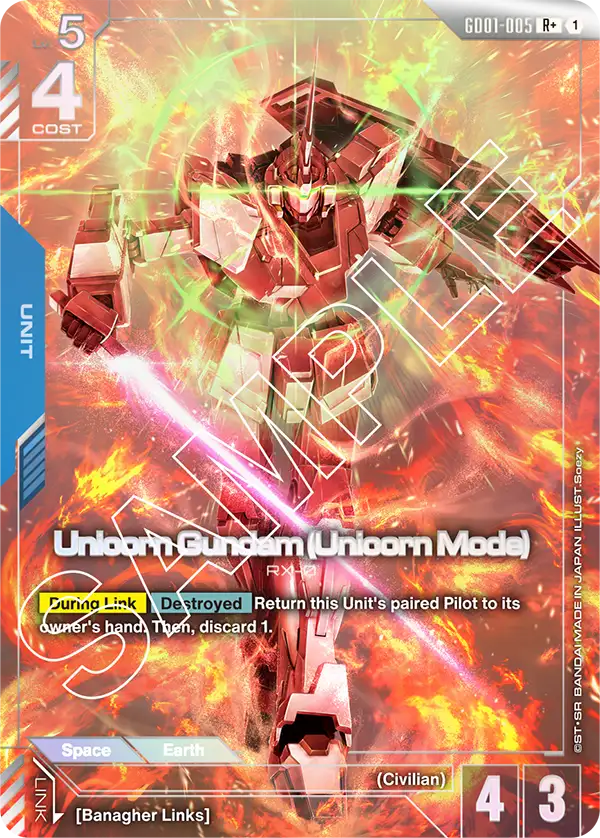 Lv. 5
GD01-005 R+ 1
4
COST
UNIT
SAMPLE
Unicorn Gundam (Unicorn Mode)
RX-0
During Link Destroyed Return this Unit's paired Pilot to its
owner's hand. Then, discard 1.
Space Earth
(Civilian)
LINK
[Banagher Links]
4 3
©ST・SR BANDAI MADE IN JAPAN ILLUST.Soezy